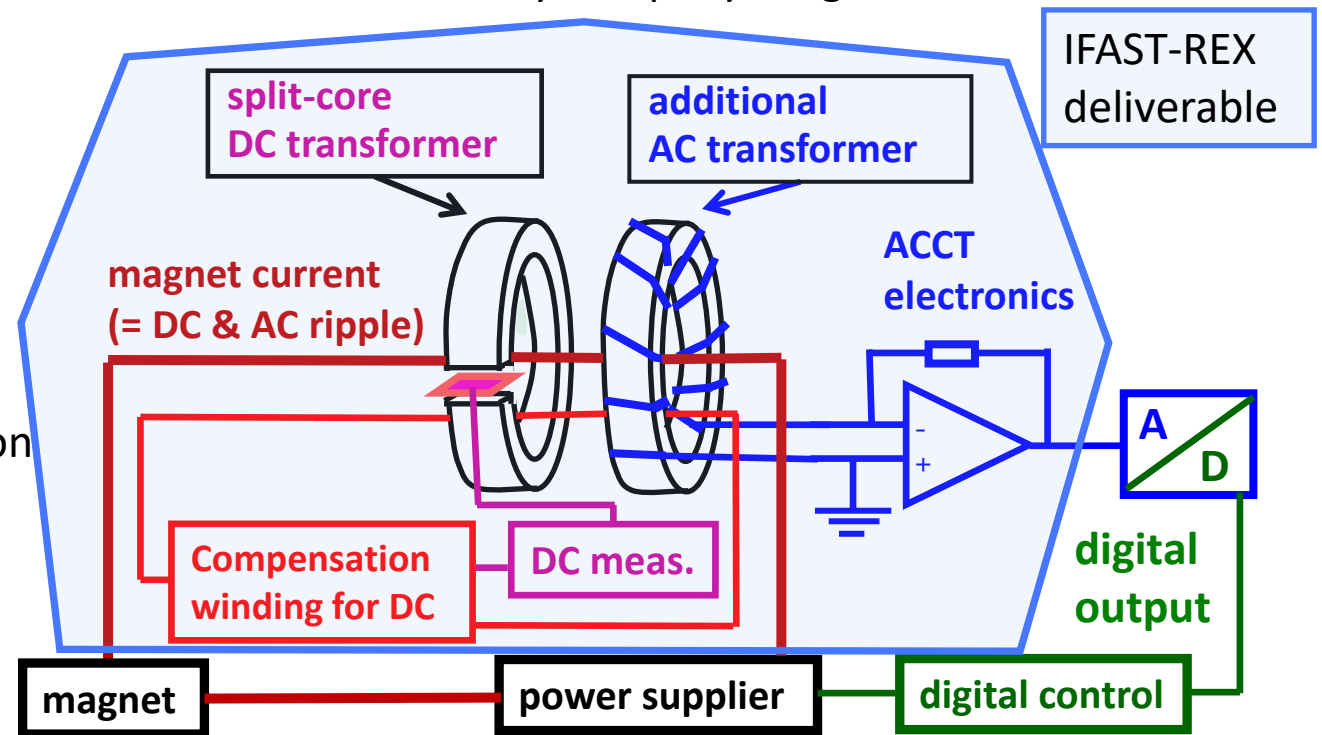 IFAST-REX
deliverable
split-core
DC transformer
additional
AC transformer
ACCT
electronics
magnet current
(= DC & AC ripple)
on
-
+
A
D
Compensation
winding for DC
DC meas.
digital
output
magnet
power supplier
digital control